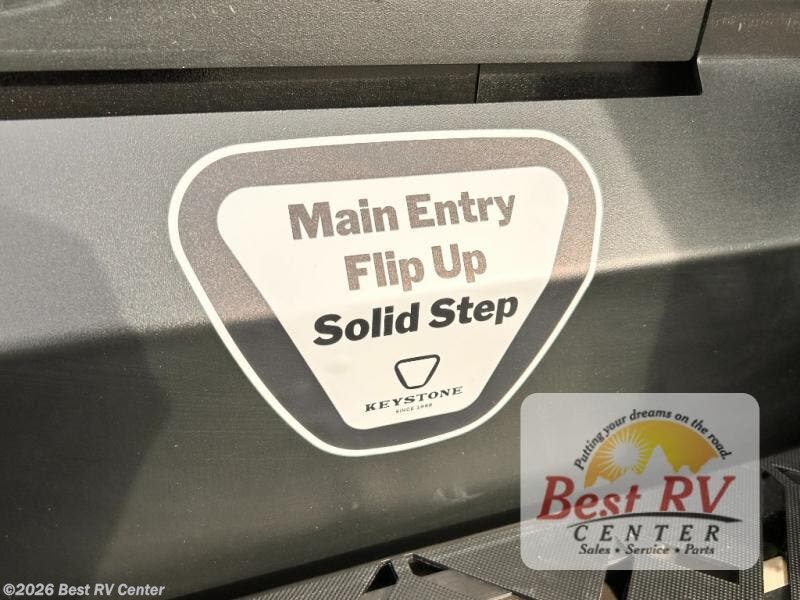 Main Entry
Flip Up
Solid Step
KEYSTONE
SINCE 1996
Putting your dreams on the road.
Best RV
CENTER
Sales * Service * Parts
©2026 Best RV Center